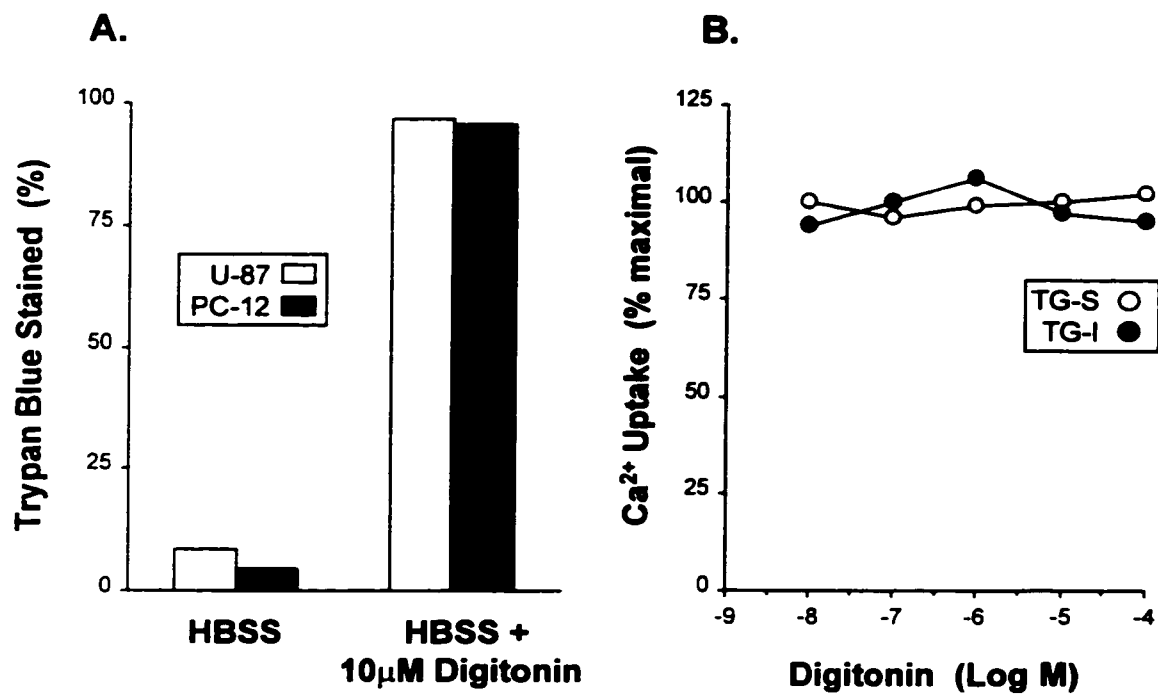 A.
Trypan Blue Stained (%)
100
75
50
25
0
U-87
PC-12
HBSS
HBSS +
10μM Digitonin
B.
Ca²⁺ Uptake (% maximal)
125
100
75
50
25
0
TG-S
TG-I
-9 -8 -7 -6 -5 -4
Digitonin (Log M)